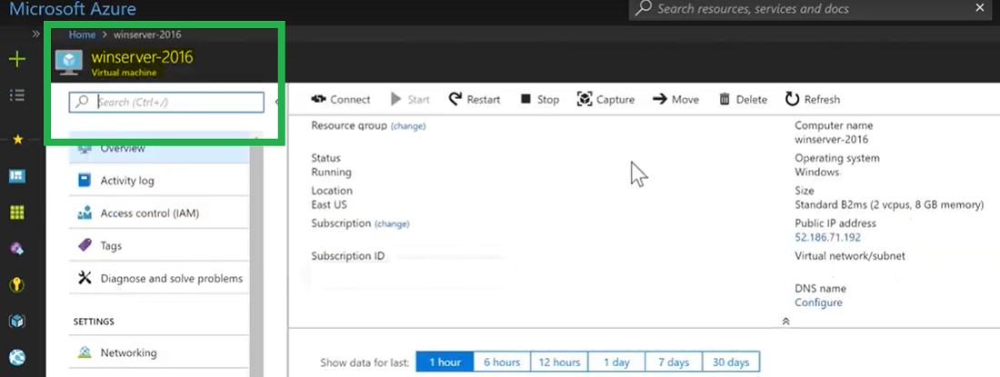 Microsoft Azure
Search resources, services and docs
Home > winserver-2016
winserver-2016
Virtual machine
Search (Ctrl+/)
Overview
Activity log
Access control (IAM)
Tags
Diagnose and solve problems
SETTINGS
Networking
Connect Start Restart Stop Capture Move Delete Refresh
Resource group (change)
Status
Running
Location
East US
Subscription (change)
Subscription ID
Computer name
winserver-2016
Operating system
Windows
Size
Standard B2ms (2 vcpus, 8 GB memory)
Public IP address
52.186.71.192
Virtual network/subnet
DNS name
Configure
Show data for last: 1 hour 6 hours 12 hours 1 day 7 days 30 days